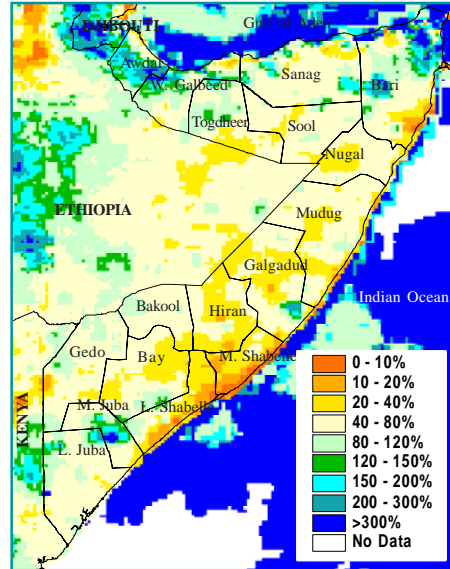 Gulf of Aden
DJIBOUTI
Awdal
Sanag
W. Galbeed
Bari
Togdheer
Sool
Nugal
ETHIOPIA
Mudug
Galgadud
Indian Ocean
Bakool
Hiran
Gedo
Bay
M. Shabelle
KENYA
M. Juba
L. Shabelle
L. Juba
0 - 10%
10 - 20%
20 - 40%
40 - 80%
80 - 120%
120 - 150%
150 - 200%
200 - 300%
>300%
No Data